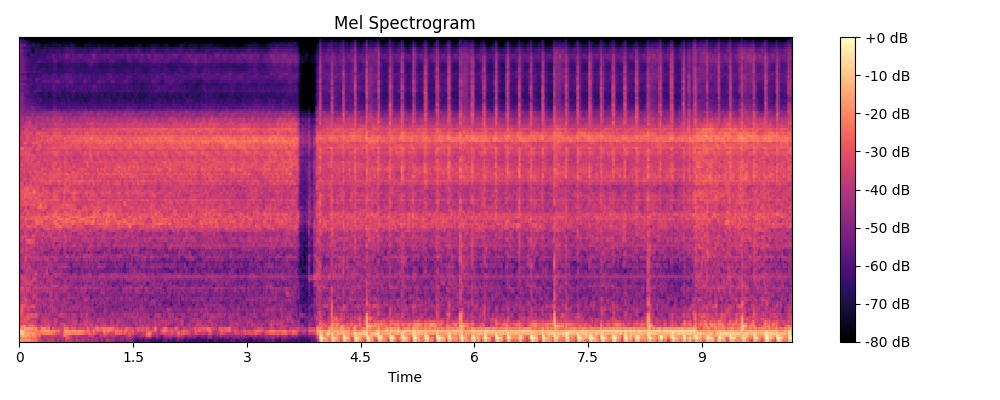 Mel Spectrogram
+0 dB
-10 dB
-20 dB
-30 dB
-40 dB
-50 dB
-60 dB
-70 dB
-80 dB
0 1.5 3 4.5 6 7.5 9
Time